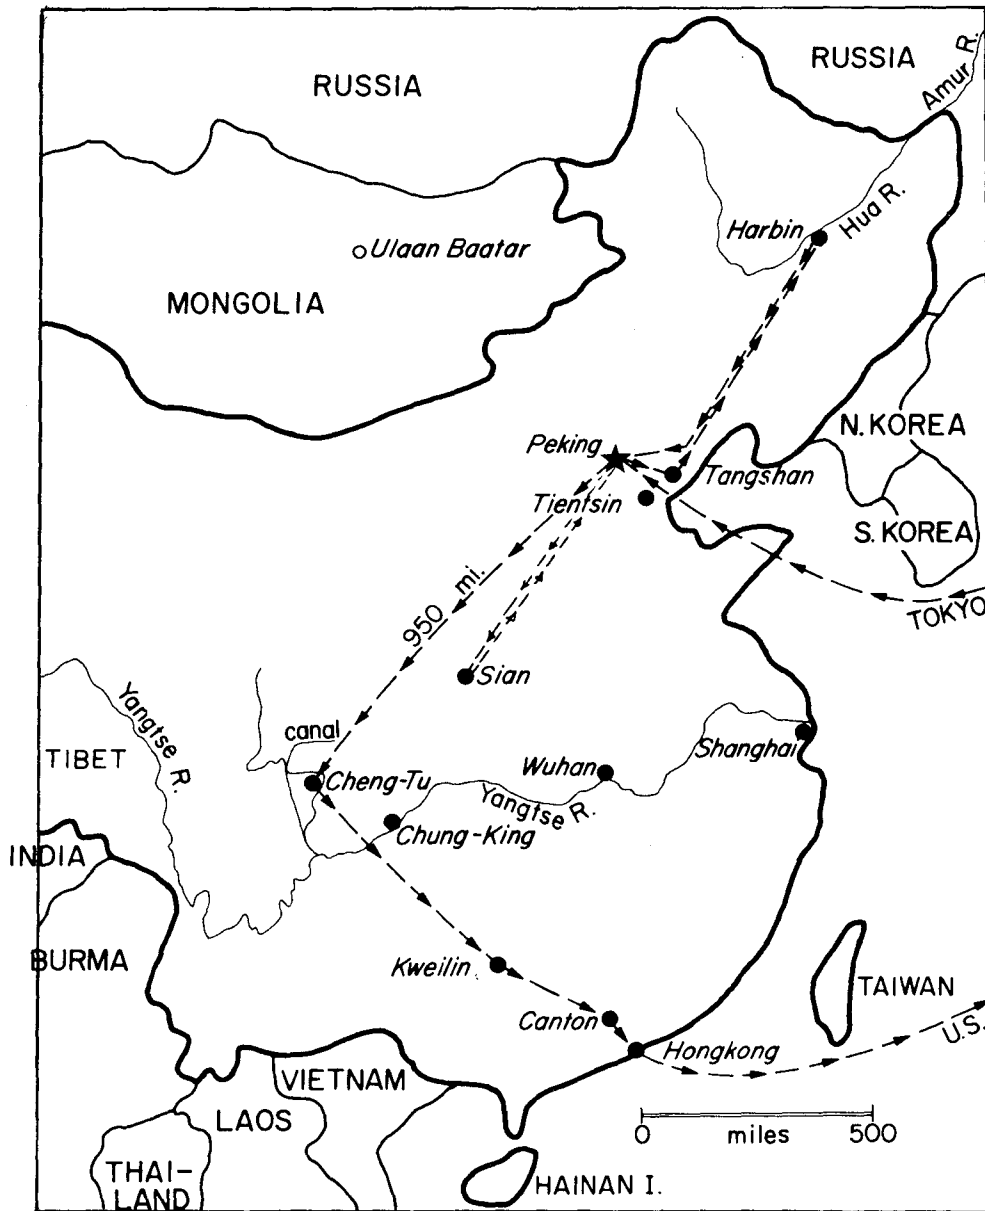 RUSSIA
RUSSIA
Amur R.
Harbin
Hua R.
Ulaan Baatar
MONGOLIA
Peking
Tangshan
Tientsin
N. KOREA
S. KOREA
TOKYO
950 mi.
Sian
Yangtse R.
canal
TIBET
Cheng-Tu
Wuhan
Shanghai
Yangtse R.
Chung-King
INDIA
BURMA
Kweilin
Canton
Hongkong
TAIWAN
U.S.
VIETNAM
LAOS
0 miles 500
THAI-
LAND
HAINAN I.